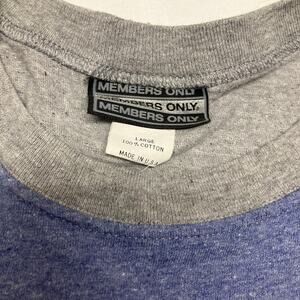 MEMBERS ONLY
MEMBERS ONLY®
MEMBERS ONLY
LARGE
100% COTTON
MADE IN U.S.A.